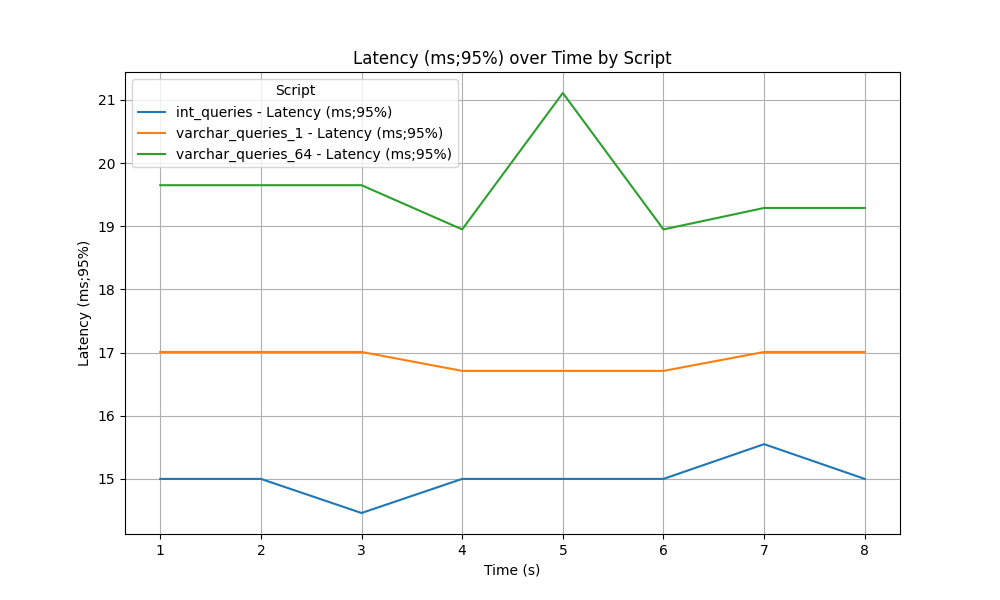 Latency (ms;95%) over Time by Script
Script
int_queries - Latency (ms;95%)
varchar_queries_1 - Latency (ms;95%)
varchar_queries_64 - Latency (ms;95%)
Latency (ms;95%)
21
20
19
18
17
16
15
1 2 3 4 5 6 7 8
Time (s)